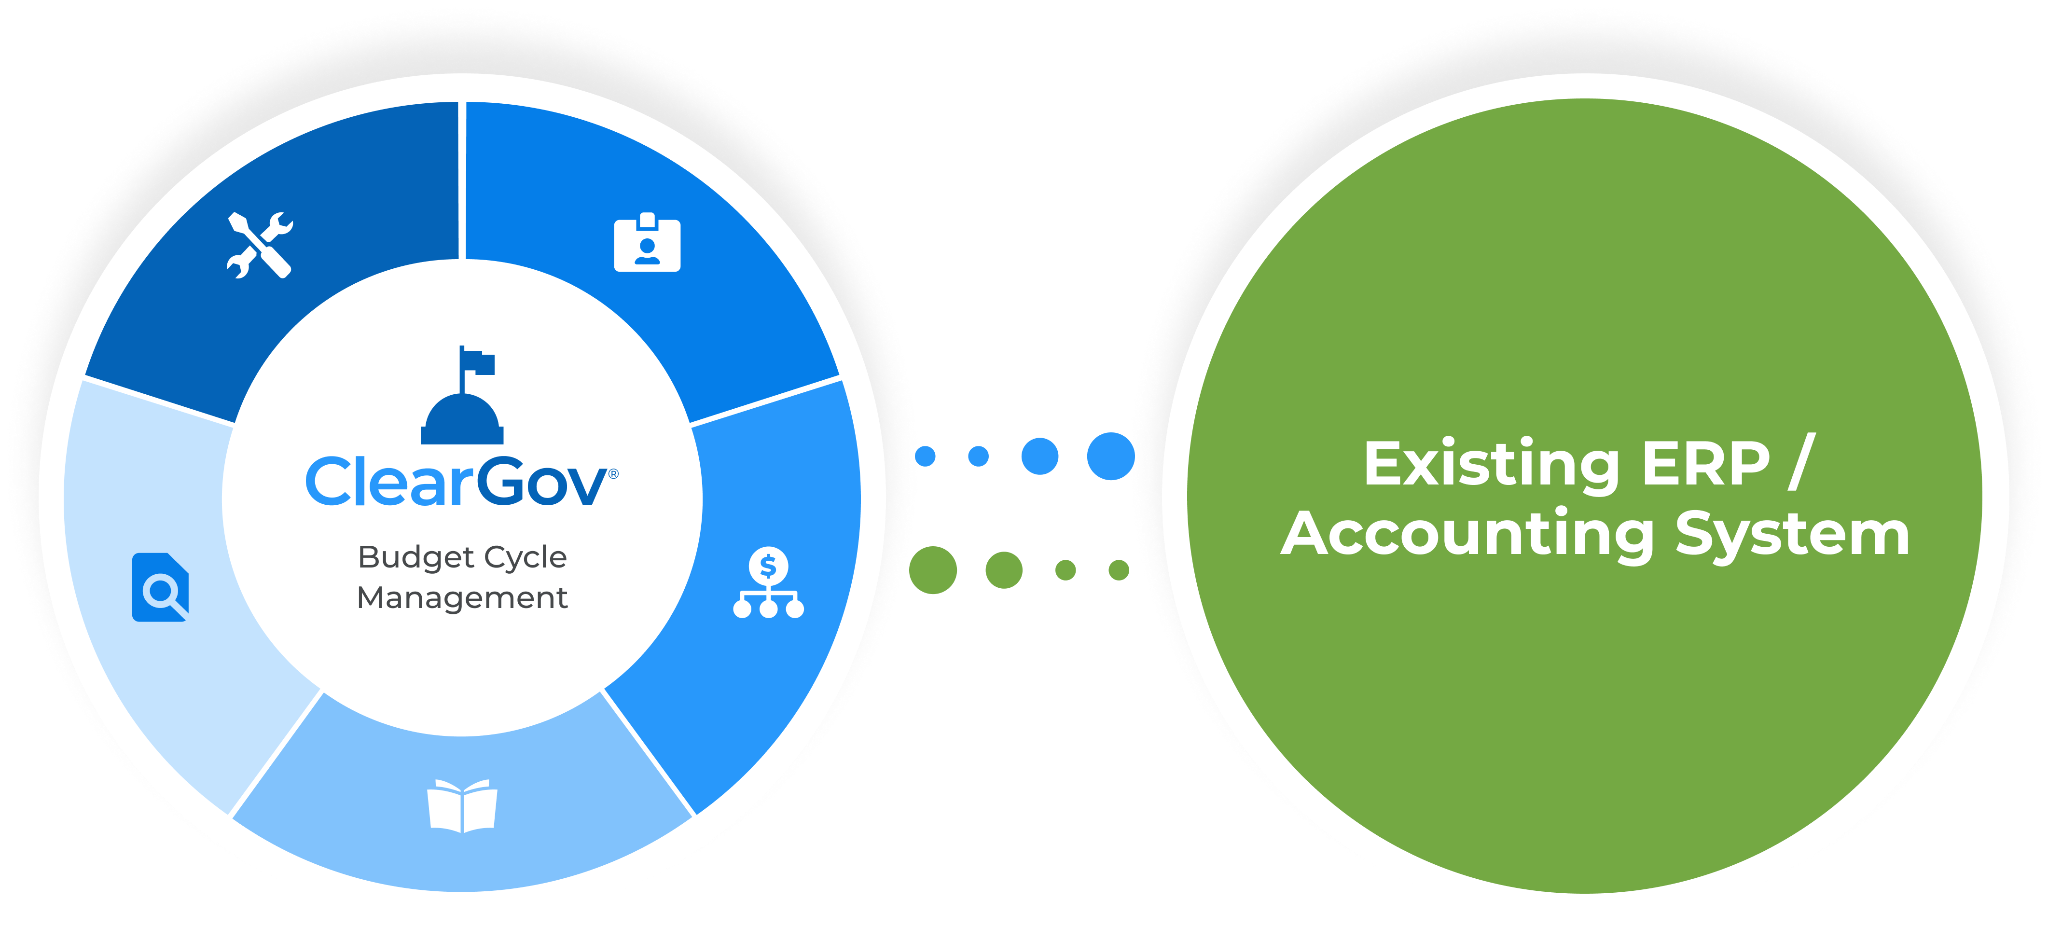 ClearGov®
Budget Cycle
Management
Existing ERP /
Accounting System
$